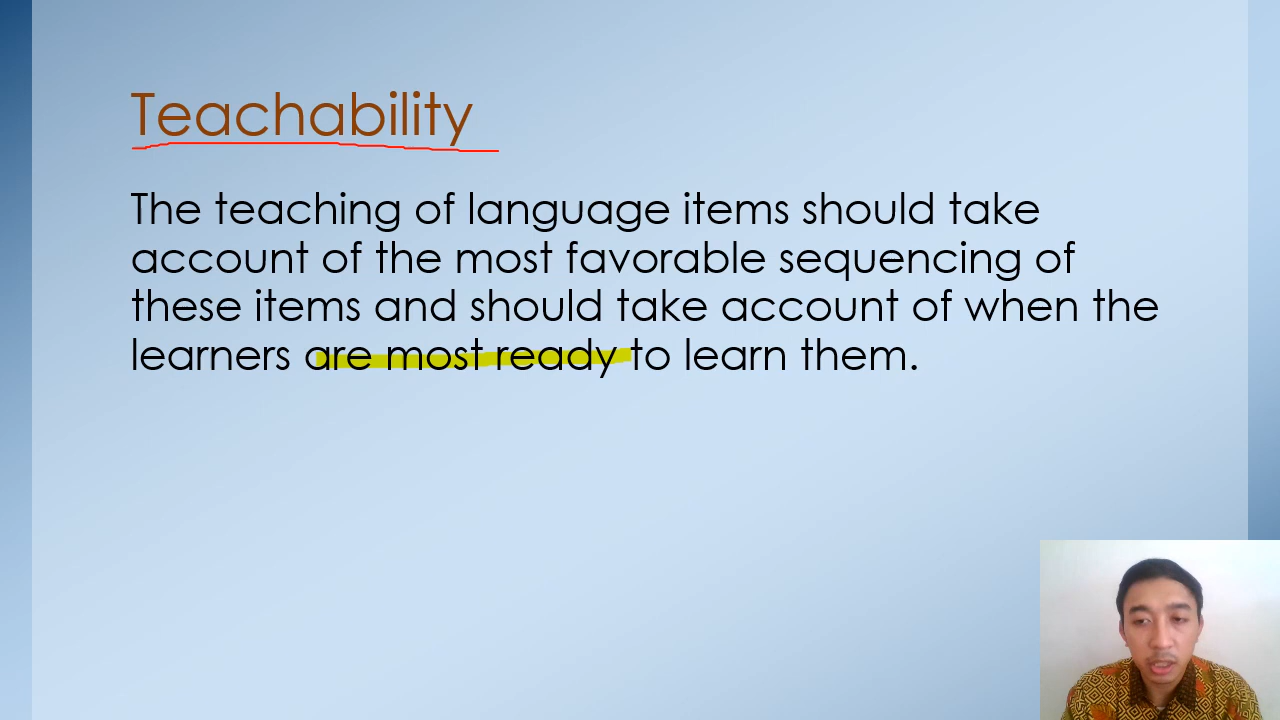 Teachability
The teaching of language items should take
account of the most favorable sequencing of
these items and should take account of when the
learners are most ready to learn them.